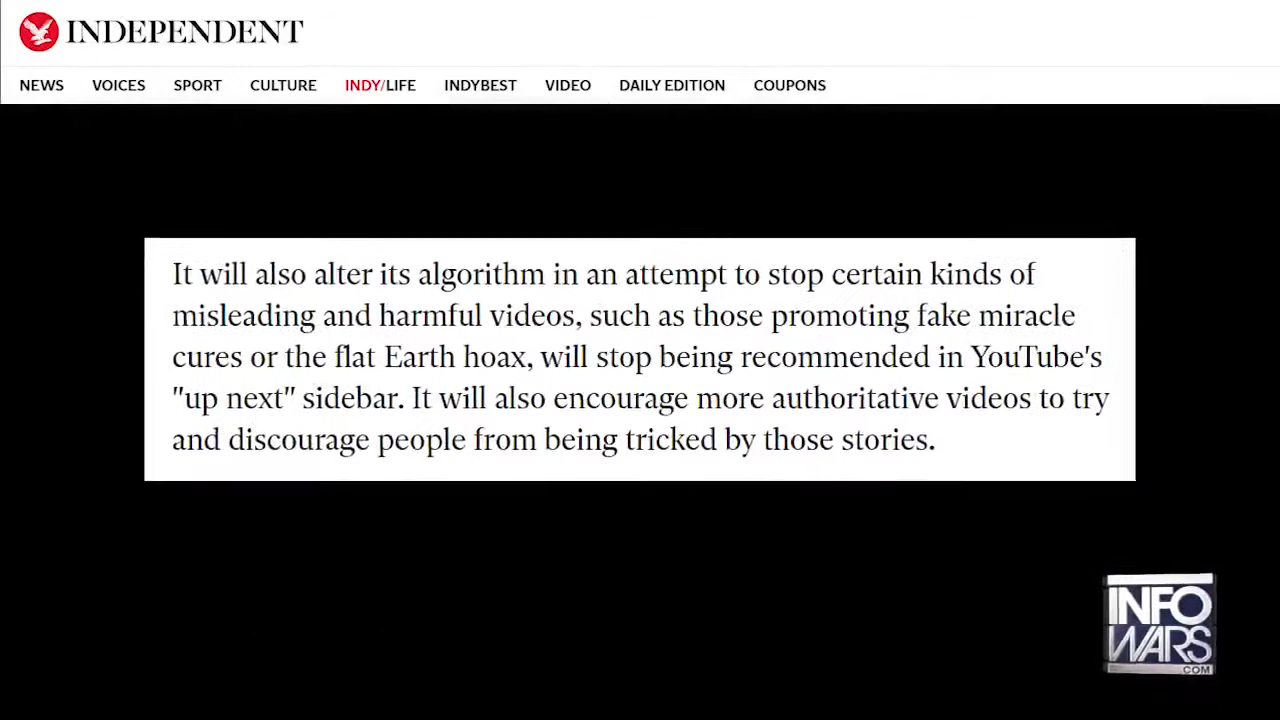 INDEPENDENT
NEWS VOICES SPORT CULTURE INDY/LIFE INDYBEST VIDEO DAILY EDITION COUPONS
It will also alter its algorithm in an attempt to stop certain kinds of
misleading and harmful videos, such as those promoting fake miracle
cures or the flat Earth hoax, will stop being recommended in YouTube's
"up next" sidebar. It will also encourage more authoritative videos to try
and discourage people from being tricked by those stories.
INFO
WARS
.COM